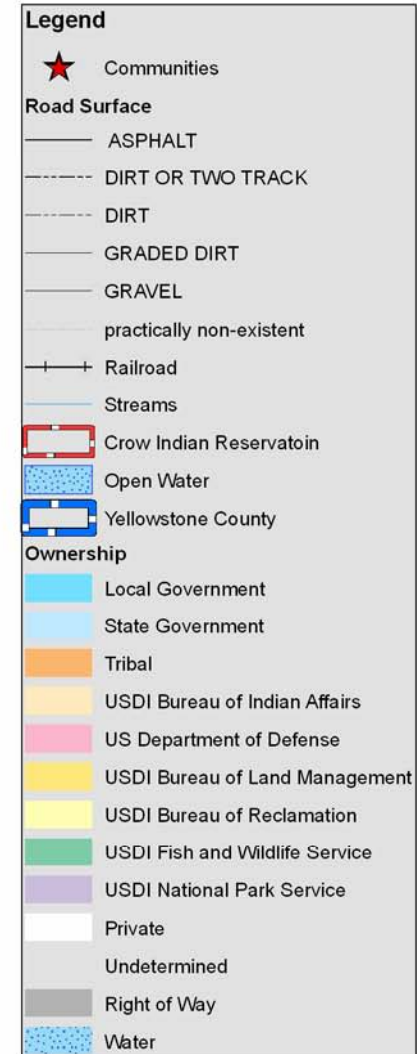 Legend
Communities
Road Surface
ASPHALT
DIRT OR TWO TRACK
DIRT
GRADED DIRT
GRAVEL
practically non-existent
Railroad
Streams
Crow Indian Reservatoin
Open Water
Yellowstone County
Ownership
Local Government
State Government
Tribal
USDI Bureau of Indian Affairs
US Department of Defense
USDI Bureau of Land Management
USDI Bureau of Reclamation
USDI Fish and Wildlife Service
USDI National Park Service
Private
Undetermined
Right of Way
Water